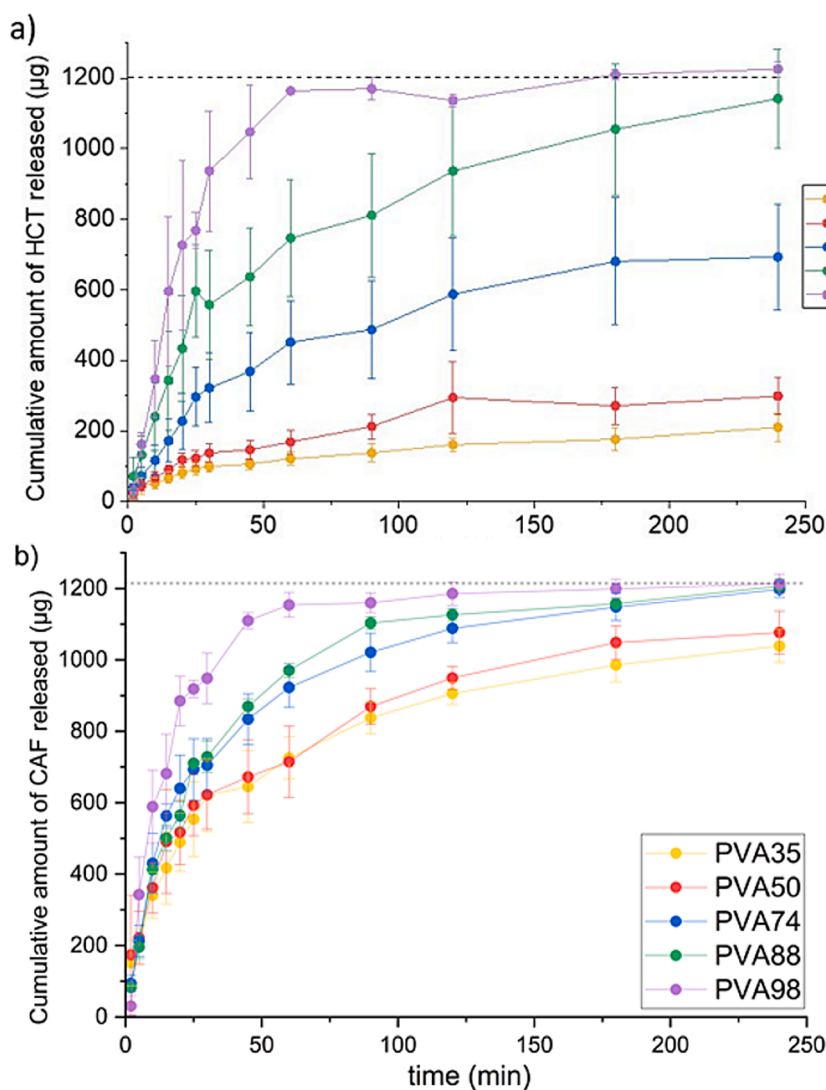 a)
Cumulative amount of HCT released (μg)
1200
1000
800
600
400
200
0
0 50 100 150 200 250
b)
Cumulative amount of CAF released (μg)
1200
1000
800
600
400
200
0
PVA35
PVA50
PVA74
PVA88
PVA98
0 50 100 150 200 250
time (min)